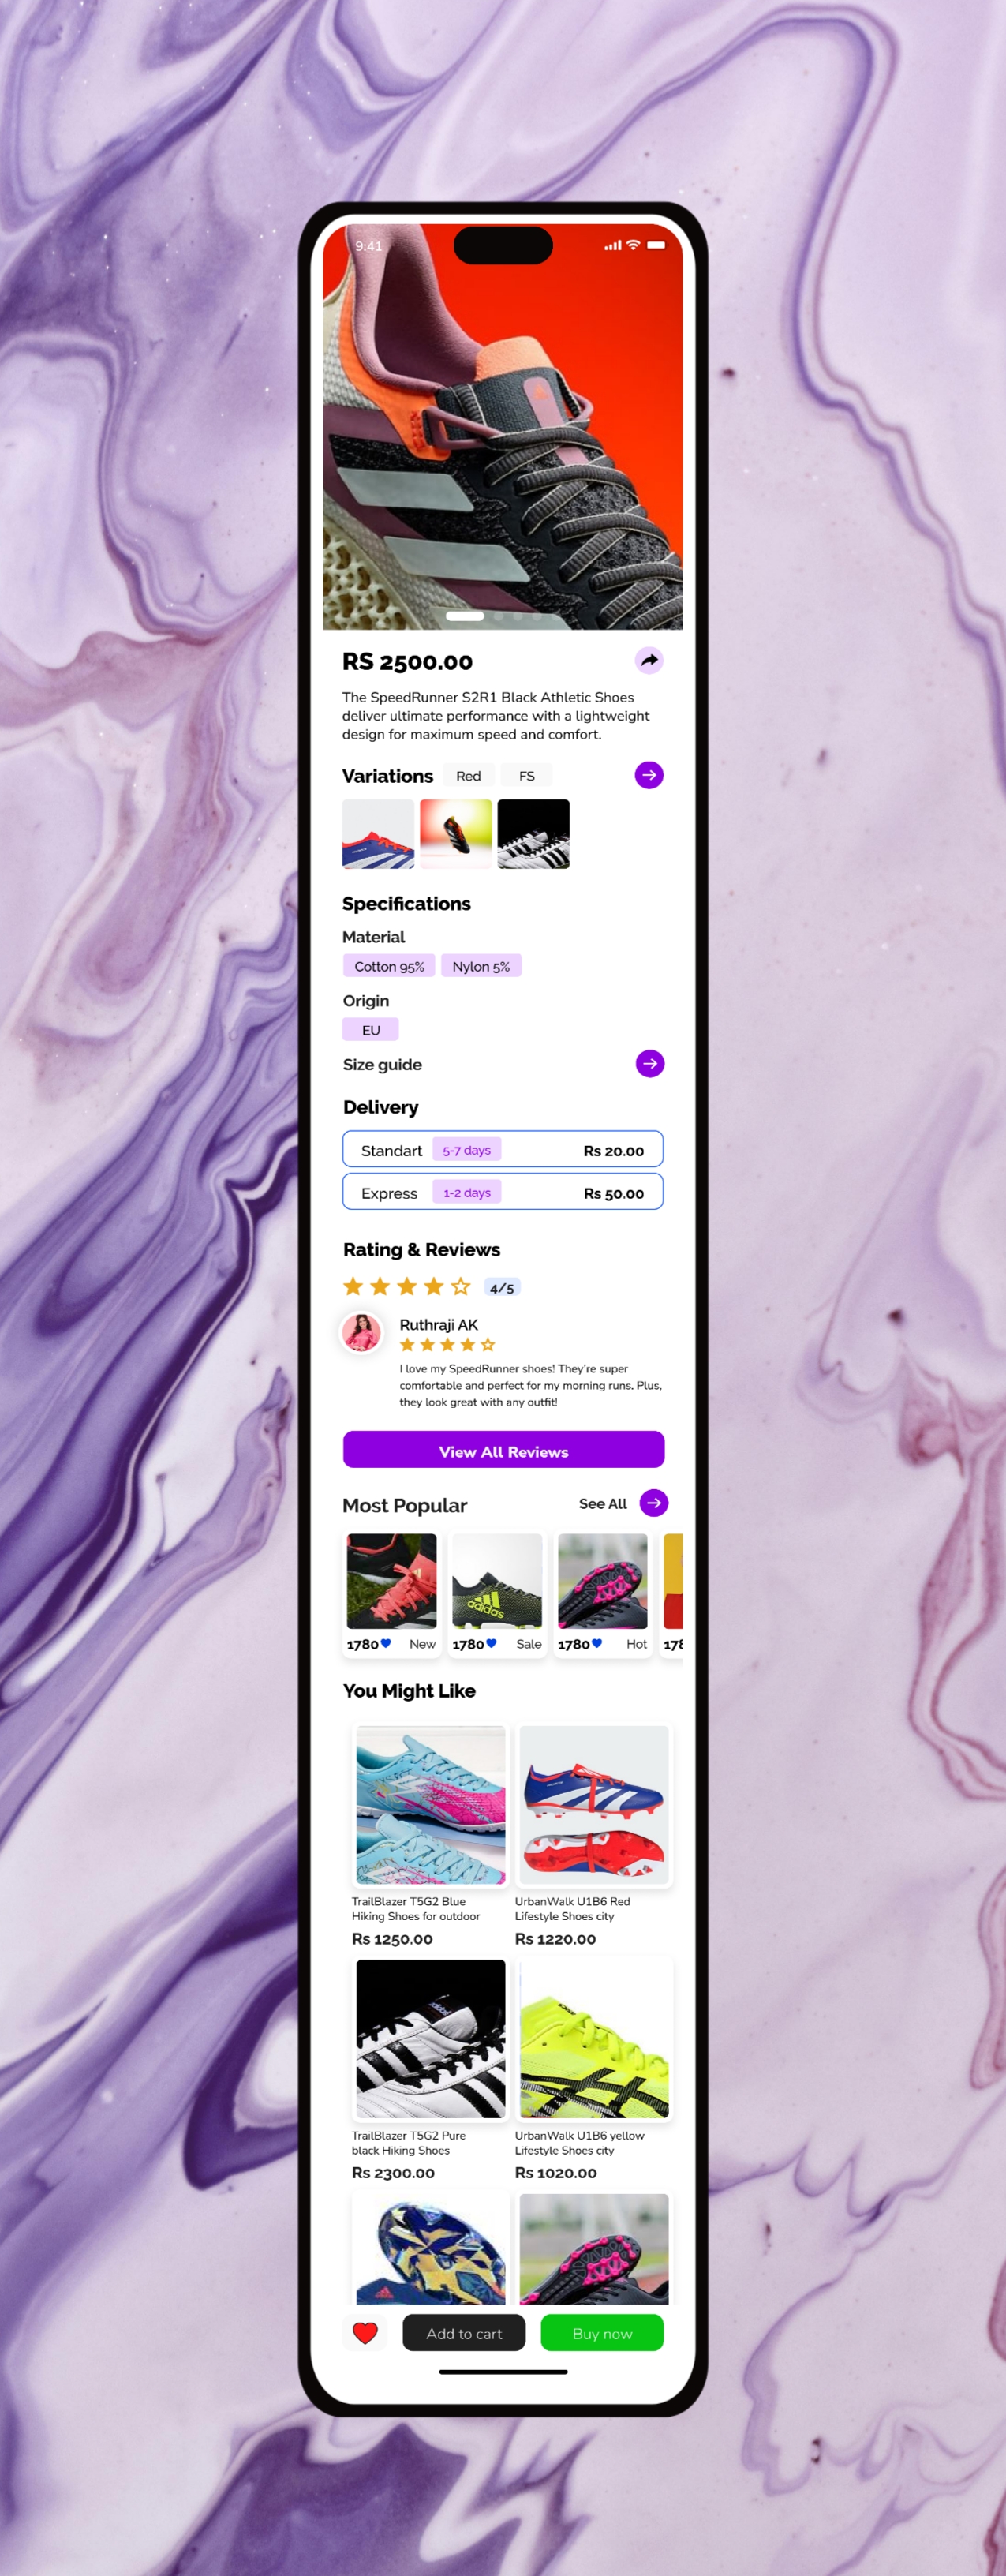 9:41
RS 2500.00
The SpeedRunner S2R1 Black Athletic Shoes
deliver ultimate performance with a lightweight
design for maximum speed and comfort.
Variations Red FS
Specifications
Material
Cotton 95% Nylon 5%
Origin
EU
Size guide
Delivery
Standart 5-7 days Rs 20.00
Express 1-2 days Rs 50.00
Rating & Reviews
4/5
Ruthraji AK
I love my SpeedRunner shoes! They're super
comfortable and perfect for my morning runs. Plus,
they look great with any outfit!
View All Reviews
Most Popular See All
adidas
1780 New 1780 Sale 1780 Hot 178
You Might Like
TrailBlazer T5G2 Blue
Hiking Shoes for outdoor
Rs 1250.00
UrbanWalk U1B6 Red
Lifestyle Shoes city
Rs 1220.00
adidas
TrailBlazer T5G2 Pure
black Hiking Shoes
Rs 2300.00
UrbanWalk U1B6 yellow
Lifestyle Shoes city
Rs 1020.00
Add to cart Buy now